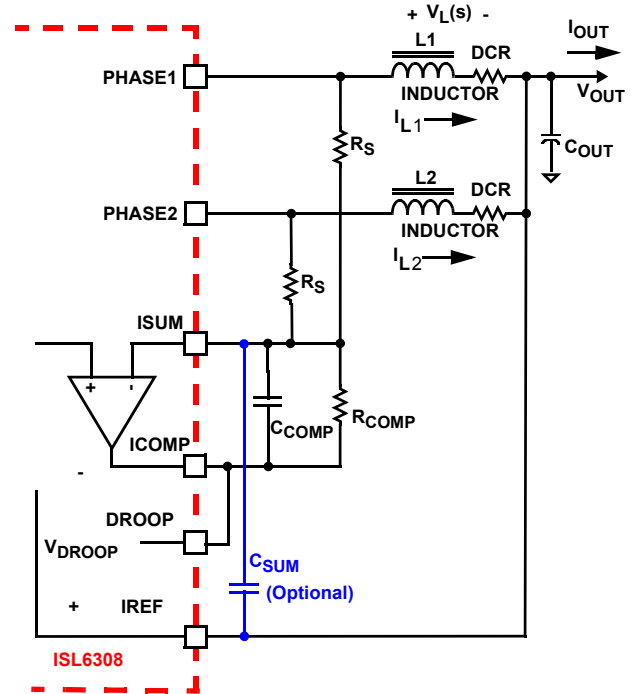 + VL(s) -
IOUT
L1
DCR
PHASE1
INDUCTOR
VOUT
IL1
COUT
RS
L2
DCR
PHASE2
INDUCTOR
IL2
RS
ISUM
+ -
CCOMP
RCOMP
ICOMP
-
DROOP
VDROOP
CSUM
(Optional)
+
IREF
ISL6308